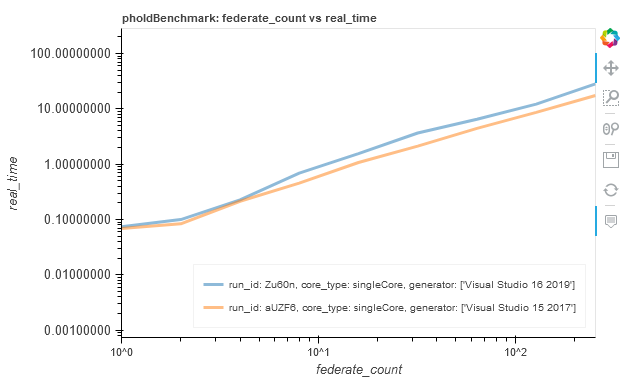 pholdBenchmark: federate_count vs real_time
100.00000000
10.00000000
1.00000000
0.10000000
0.01000000
0.00100000
real_time
run_id: Zu60n, core_type: singleCore, generator: ['Visual Studio 16 2019']
run_id: aUZF6, core_type: singleCore, generator: ['Visual Studio 15 2017']
10^0 10^1 10^2
federate_count